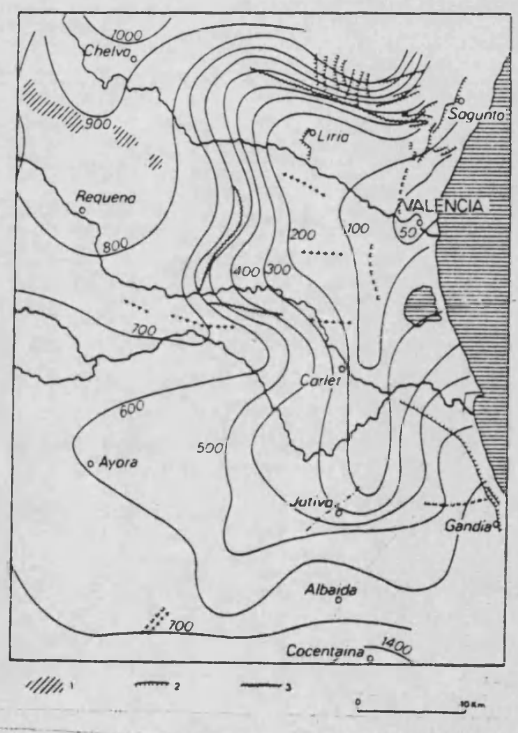 1000
Chelva
Sagunto
900
Liria
Requena
VALENCIA
200
100
50
800
400
300
700
Carlet
600
500
Ayora
Jutiva
Gandia
Albaida
700
Cocentaina
1400
1
2
3
0
10 Km.